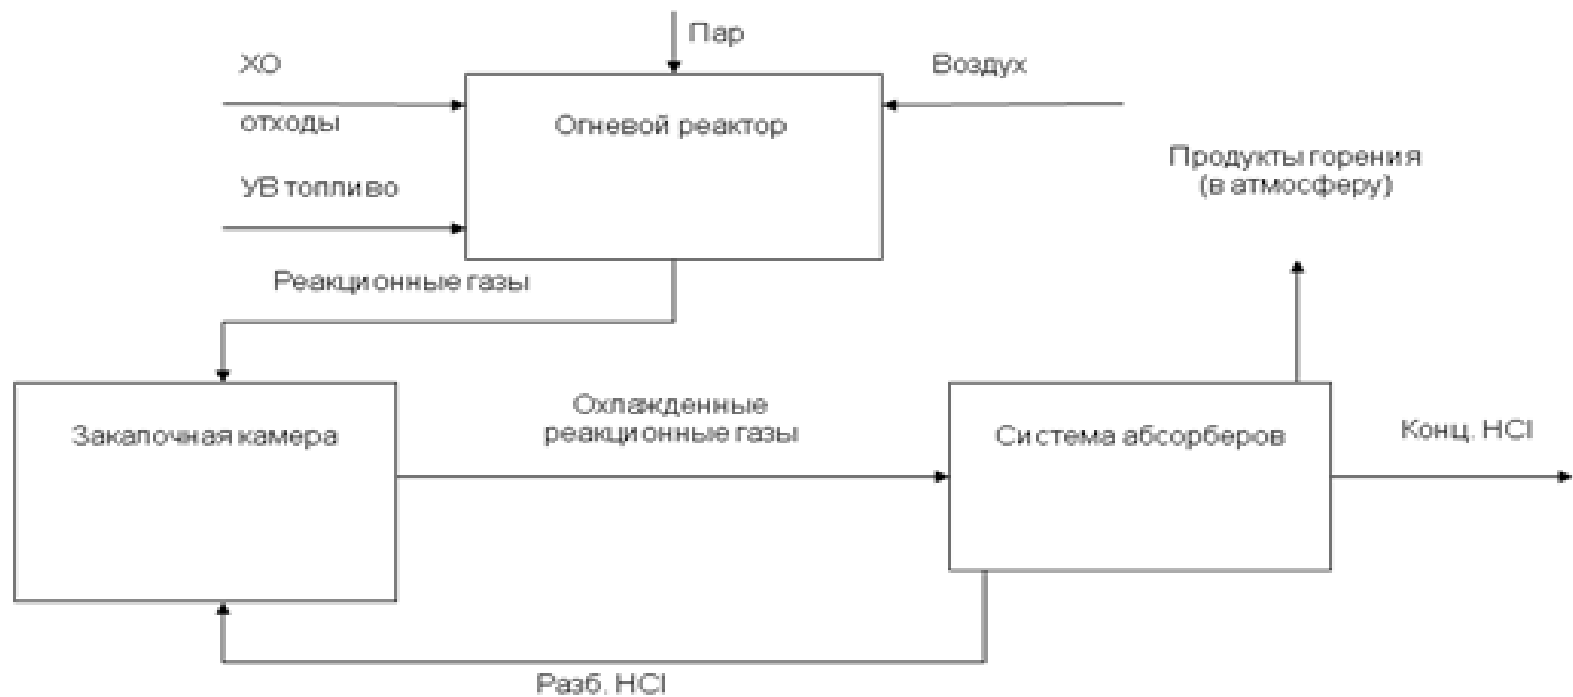 Пар
ХО
отходы
Воздух
Огневой реактор
УВ топливо
Продукты горения
(в атмосферу)
Реакционные газы
Закалочная камера
Охлажденные
реакционные газы
Система абсорберов
Конц. HCl
Разб. HCl